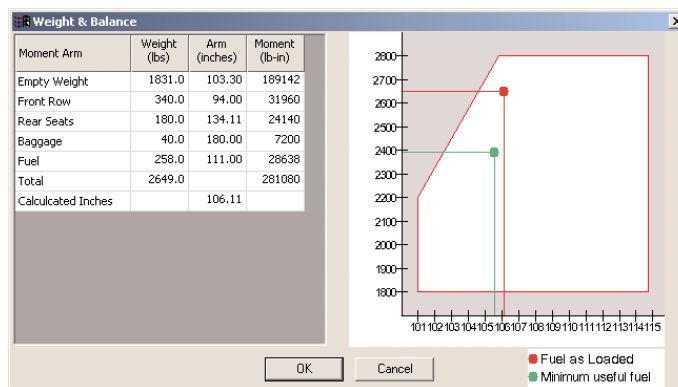 Weight & Balance
Moment Arm Weight (lbs) Arm (inches) Moment (lb-in)
Empty Weight 1831.0 103.30 189142
Front Row 340.0 94.00 31960
Rear Seats 180.0 134.11 24140
Baggage 40.0 180.00 7200
Fuel 258.0 111.00 28638
Total 2649.0 281080
Calculcated Inches 106.11
2800
2700
2600
2500
2400
2300
2200
2100
2000
1900
1800
101 102 103 104 105 106 107 108 109 110 111 112 113 114 115
Fuel as Loaded
Minimum useful fuel
OK Cancel